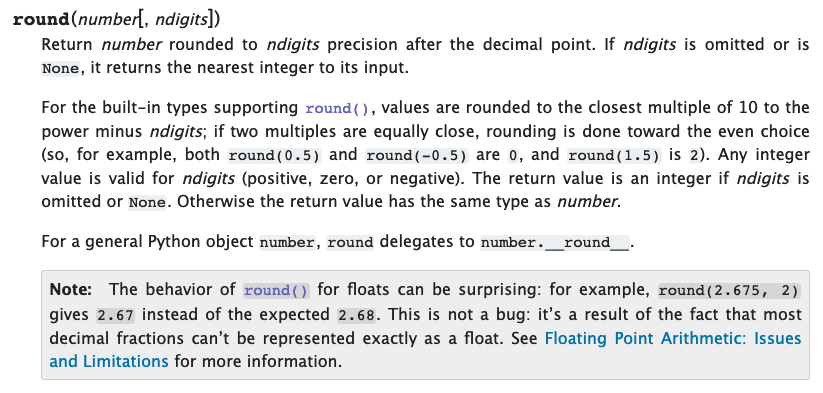 round(number[, ndigits])
Return number rounded to ndigits precision after the decimal point. If ndigits is omitted or is
None, it returns the nearest integer to its input.
For the built-in types supporting round(), values are rounded to the closest multiple of 10 to the
power minus ndigits; if two multiples are equally close, rounding is done toward the even choice
(so, for example, both round(0.5) and round(-0.5) are 0, and round(1.5) is 2). Any integer
value is valid for ndigits (positive, zero, or negative). The return value is an integer if ndigits is
omitted or None. Otherwise the return value has the same type as number.
For a general Python object number, round delegates to number.__round__.
Note: The behavior of round() for floats can be surprising: for example, round(2.675, 2)
gives 2.67 instead of the expected 2.68. This is not a bug: it’s a result of the fact that most
decimal fractions can’t be represented exactly as a float. See Floating Point Arithmetic: Issues
and Limitations for more information.